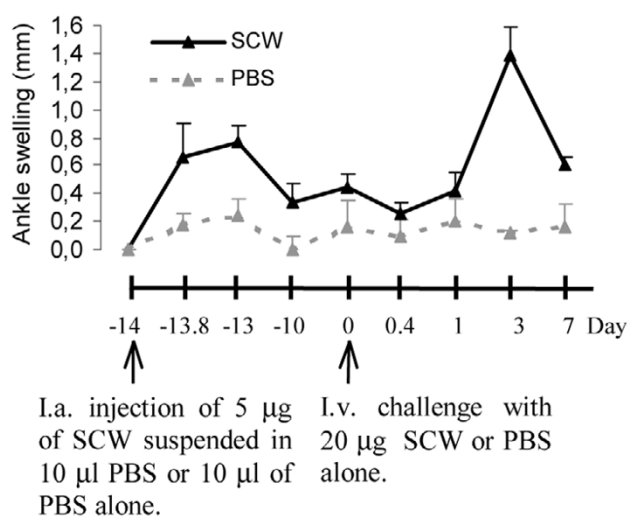 Ankle swelling (mm)
1,6
1,4
1,2
1,0
0,8
0,6
0,4
0,2
0,0
SCW
PBS
-14 -13.8 -13 -10 0 0.4 1 3 7 Day
I.a. injection of 5 µg
of SCW suspended in
10 µl PBS or 10 µl of
PBS alone.
I.v. challenge with
20 µg SCW or PBS
alone.